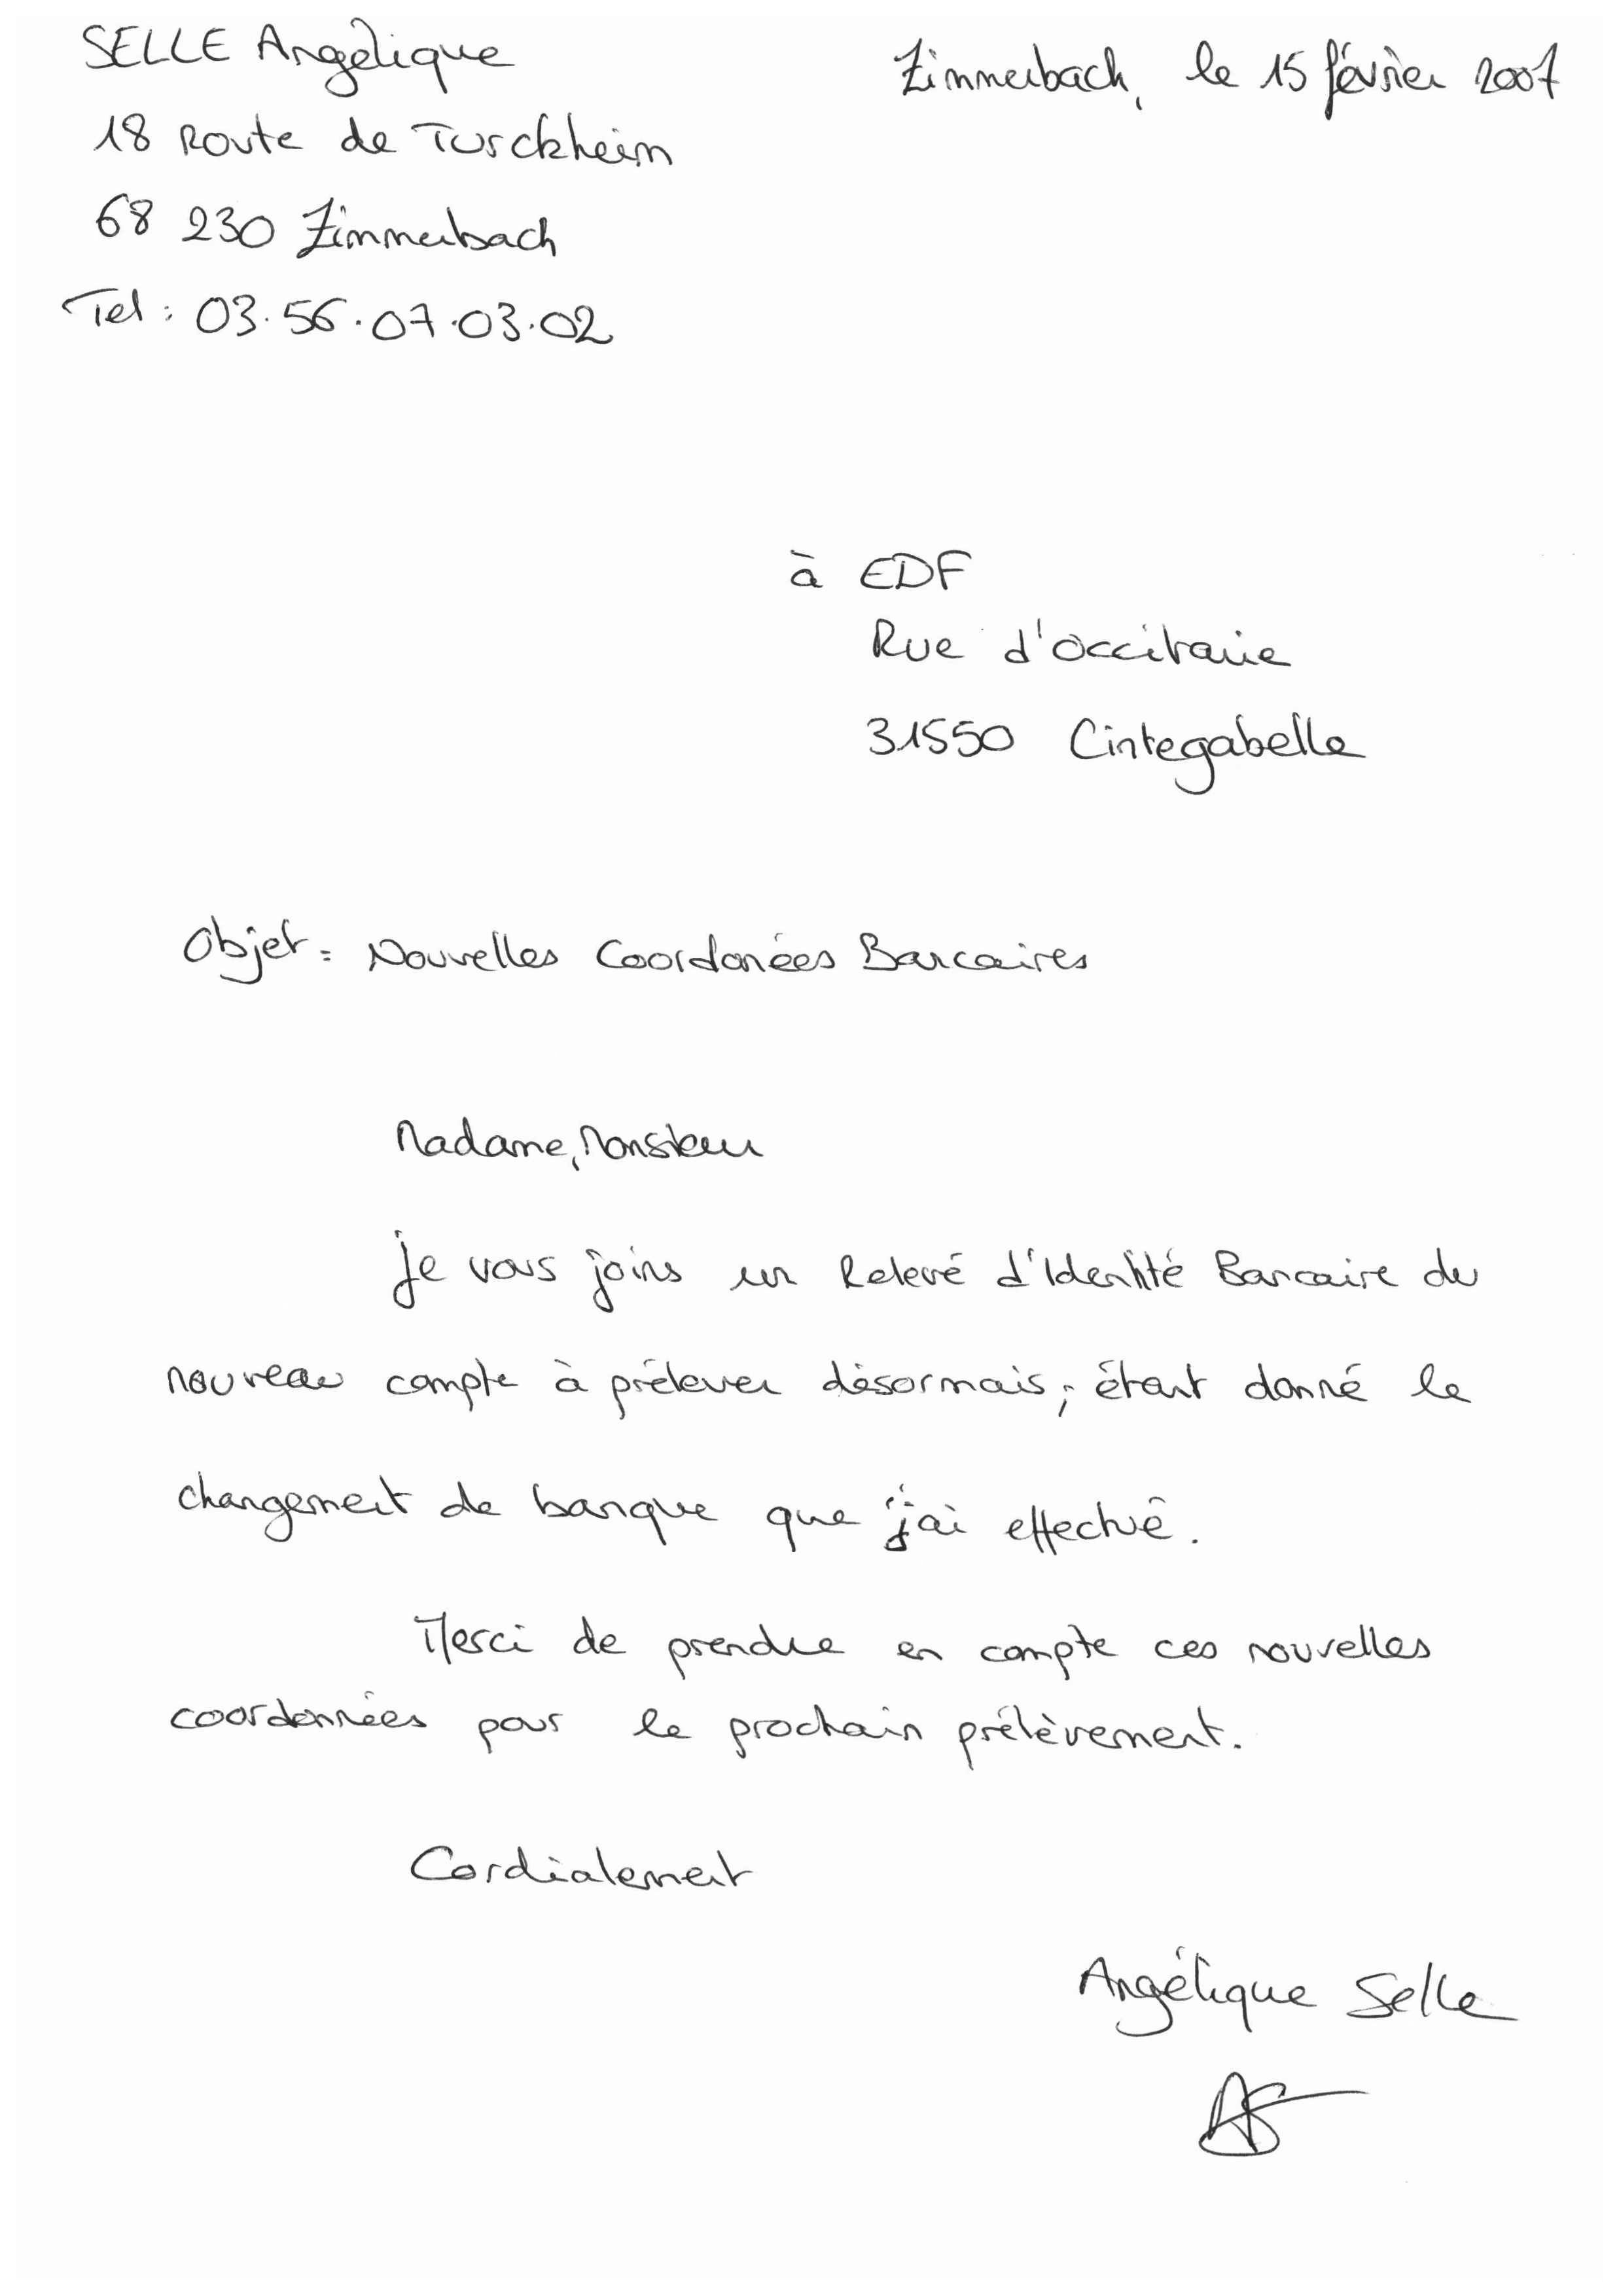 SELLE Angélique
Zimmerbach, le 15 février 2007
18 Route de Turckheim
68 230 Zimmerbach
Tel : 03.56.07.03.02
à EDF
Rue d'Occitanie
31550 Cintegabelle
Objet : Nouvelles Coordonées Bancaires
Madame, Monsieur
je vous joins un Relevé d'Identité Bancaire du
nouveau compte à prélever désormais, étant donné le
changement de banque que j'ai effectué.
Merci de prendre en compte ces nouvelles
coordonnées pour le prochain prélèvement.
Cordialement
Angélique Selle
AS